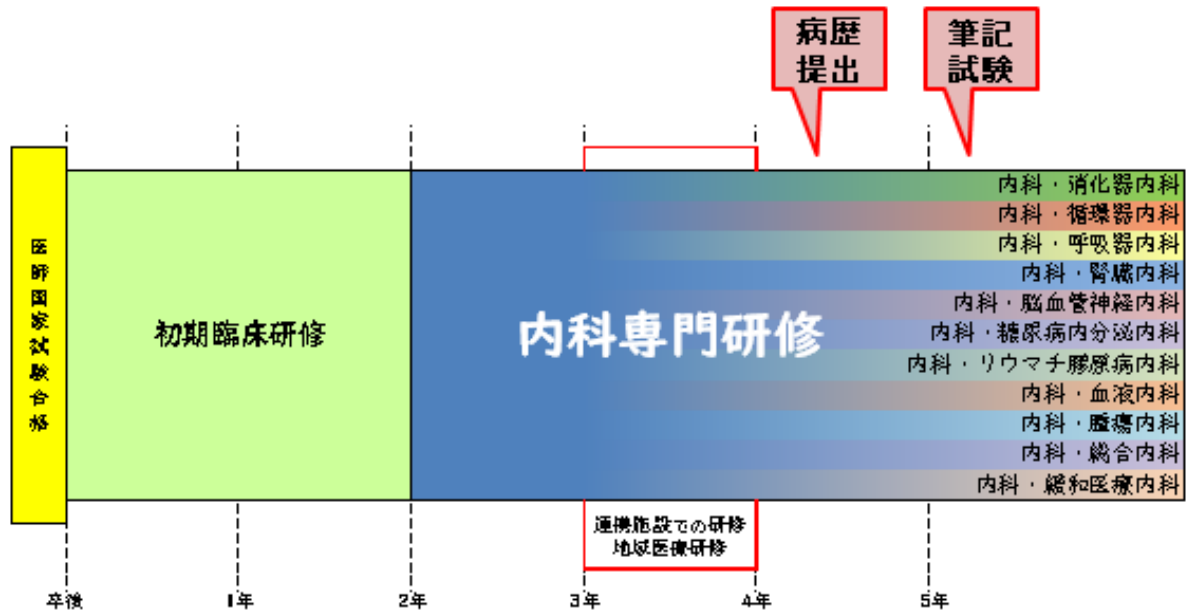 病歴
提出
筆記
試験
医師国家試験合格
初期臨床研修
内科専門研修
内科・消化器内科
内科・循環器内科
内科・呼吸器内科
内科・腎臓内科
内科・脳血管神経内科
内科・糖尿病内分泌内科
内科・リウマチ膠原病内科
内科・血液内科
内科・腫瘍内科
内科・総合内科
内科・緩和医療内科
連携施設での研修
地域医療研修
卒後 1年 2年 3年 4年 5年